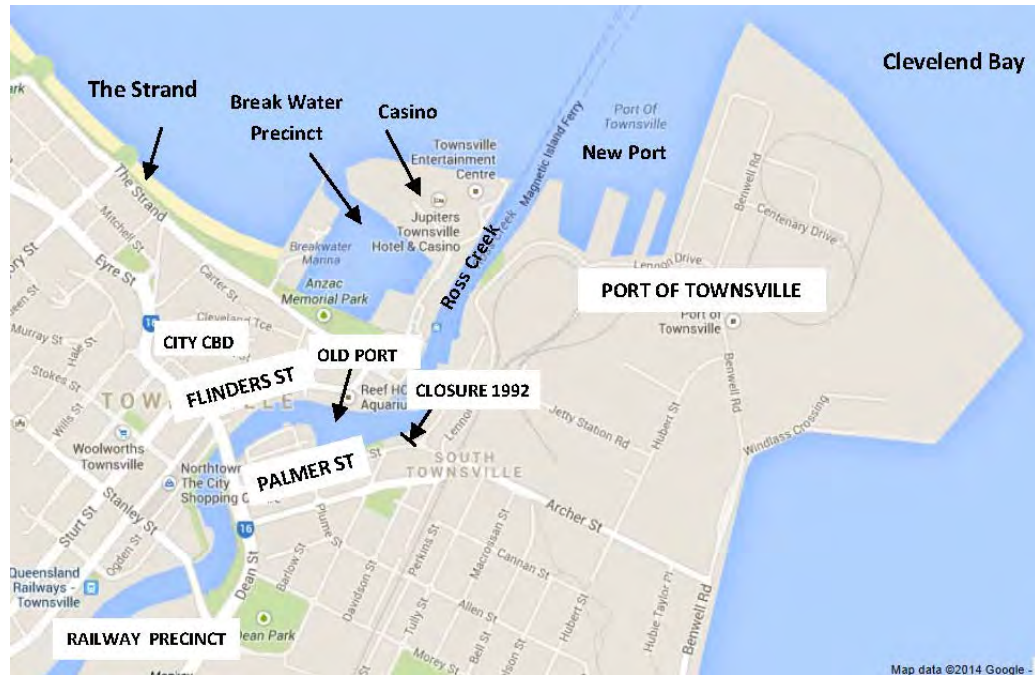 Cleveland Bay
The Strand
Break Water
Precinct
Casino
Port Of
Townsville
New Port
Townsville
Entertainment
Centre
Magnetic Island Ferry
Jupiters
Townsville
Hotel & Casino
Ross Creek
Breakwater
Marina
The Strand
Mitchell St
Eyre St
Carter St
Anzac
Memorial Park
Cleveland Tce
Benwell Rd
Centenary Drive
Lennon Drive
PORT OF TOWNSVILLE
Port of
Townsville
16
CITY CBD
OLD PORT
FLINDERS ST
Murray St
Hale St
Stokes St
Wills St
Reef HQ
Aquarium
CLOSURE 1992
Benwell Rd
Hubert St
Windlass Crossing
Jetty Station Rd
Woolworths
Townsville
PALMER ST
SOUTH
TOWNSVILLE
Northtown
The City
Shopping
Stanley St
Sturt St
Ogden St
16
Archer St
Plume St
Perkins St
Macrossan St
Cannan St
Dean St
Barlow St
Davidson St
Queensland
Railways -
Townsville
Tully St
Allen St
Bell St
Hubert St
Hubie Taylor Pl
Benwell Rd
RAILWAY PRECINCT
Dean Park
Morey St
Map data ©2014 Google -